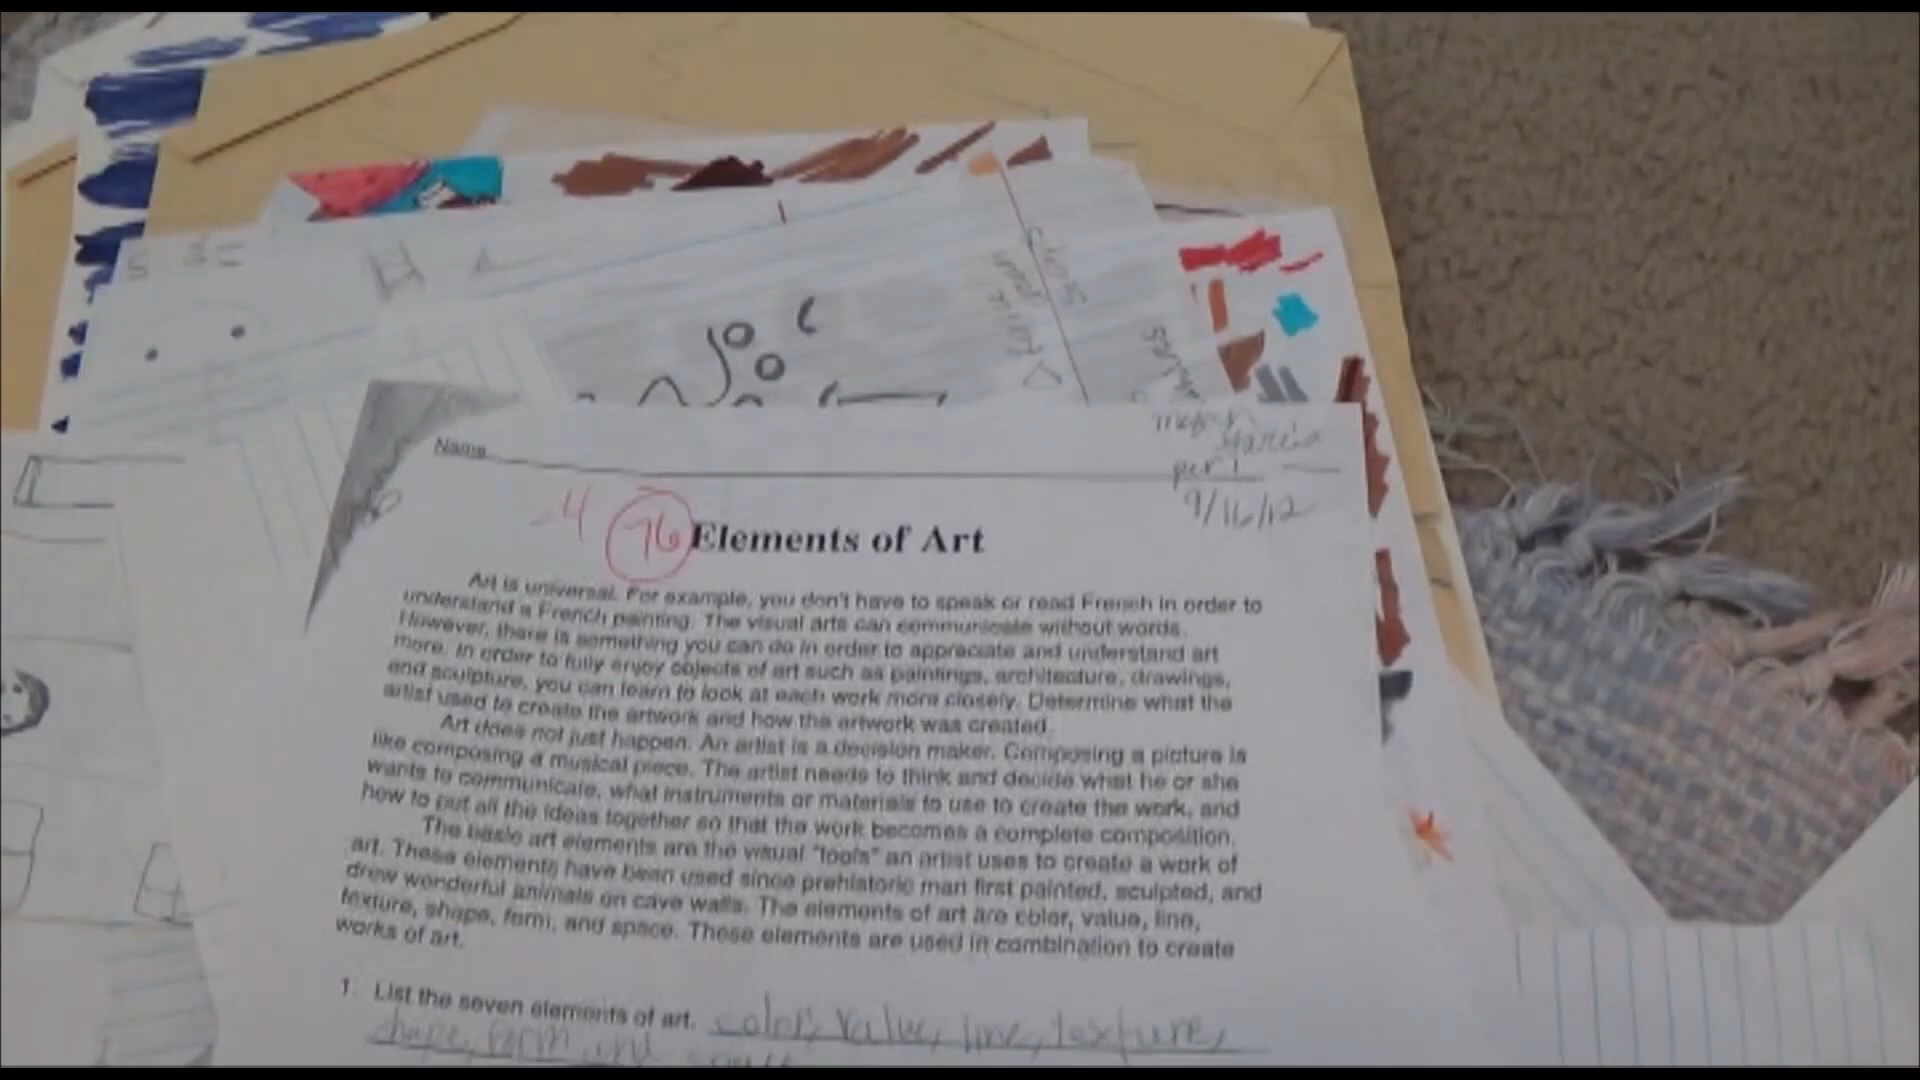 Name
Garcia
per 1
9/16/12
-4 76
Elements of Art
Art is universal. For example, you don't have to speak or read French in order to
understand a French painting. The visual arts can communicate without words.
However, there is something you can do in order to appreciate and understand art
more. In order to fully enjoy objects of art such as paintings, architecture, drawings,
and sculpture, you can learn to look at each work more closely. Determine what the
artist used to create the artwork and how the artwork was created.
Art does not just happen. An artist is a decision maker. Composing a picture is
like composing a musical piece. The artist needs to think and decide what he or she
wants to communicate, what instruments or materials to use to create the work, and
how to put all the ideas together so that the work becomes a complete composition.
The basic art elements are the visual "tools" an artist uses to create a work of
art. These elements have been used since prehistoric man first painted, sculpted, and
drew wonderful animals on cave walls. The elements of art are color, value, line,
texture, shape, form, and space. These elements are used in combination to create
works of art.
1. List the seven elements of art. color, value, line, texture,
shape, form and space